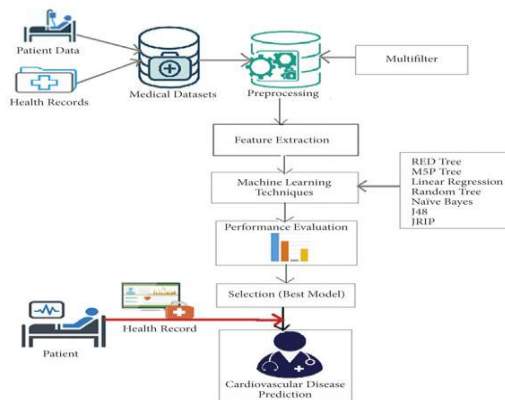 Patient Data
Health Records
Medical Datasets
Preprocessing
Multifilter
Feature Extraction
Machine Learning
Techniques
RED Tree
M5P Tree
Linear Regression
Random Tree
Naïve Bayes
J48
JRIP
Performance Evaluation
Selection (Best Model)
Health Record
Patient
Cardiovascular Disease
Prediction